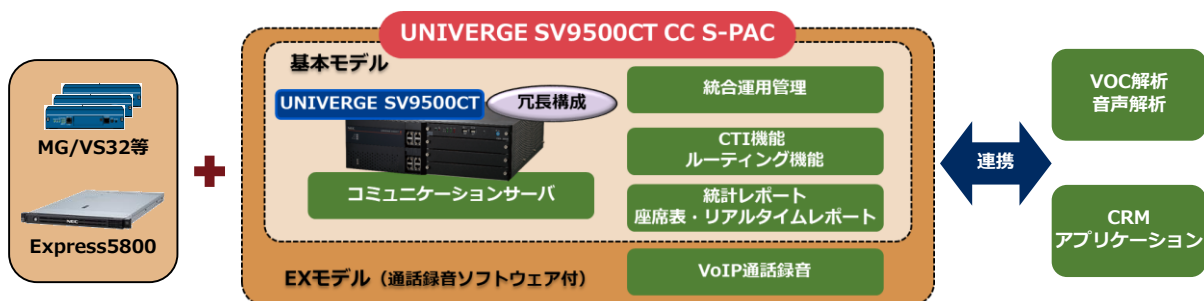 UNIVERGE SV9500CT CC S-PAC
MG/VS32等
Express5800
基本モデル
UNIVERGE SV9500CT
冗長構成
コミュニケーションサーバ
統合運用管理
CTI機能
ルーティング機能
統計レポート
座席表・リアルタイムレポート
EXモデル（通話録音ソフトウェア付）
VoIP通話録音
連携
VOC解析
音声解析
CRM
アプリケーション